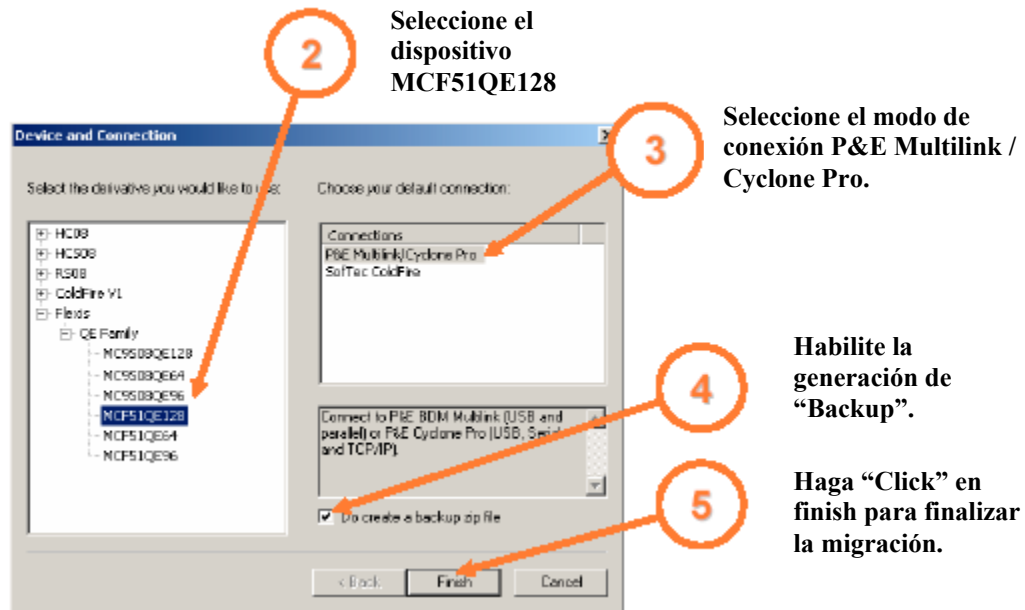 2
Seleccione el
dispositivo
MCF51QE128
3
Seleccione el modo de
conexión P&E Multilink /
Cyclone Pro.
Device and Connection
Select the derivative you would like to use:
HC08
HCS08
RS08
ColdFire V1
Flexis
QE Family
MC9S08QE128
MC9S08QE64
MC9S08QE96
MCF51QE128
MCF51QE64
MCF51QE96
Choose your default connection:
Connections
P&E Multilink/Cyclone Pro
SofTec ColdFire
Connect to P&E BDM Multilink (USB and
parallel) or P&E Cyclone Pro (USB, Serial
and TCP/IP).
Do create a backup zip file
< Back
Finish
Cancel
4
Habilite la
generación de
“Backup”.
5
Haga “Click” en
finish para finalizar
la migración.